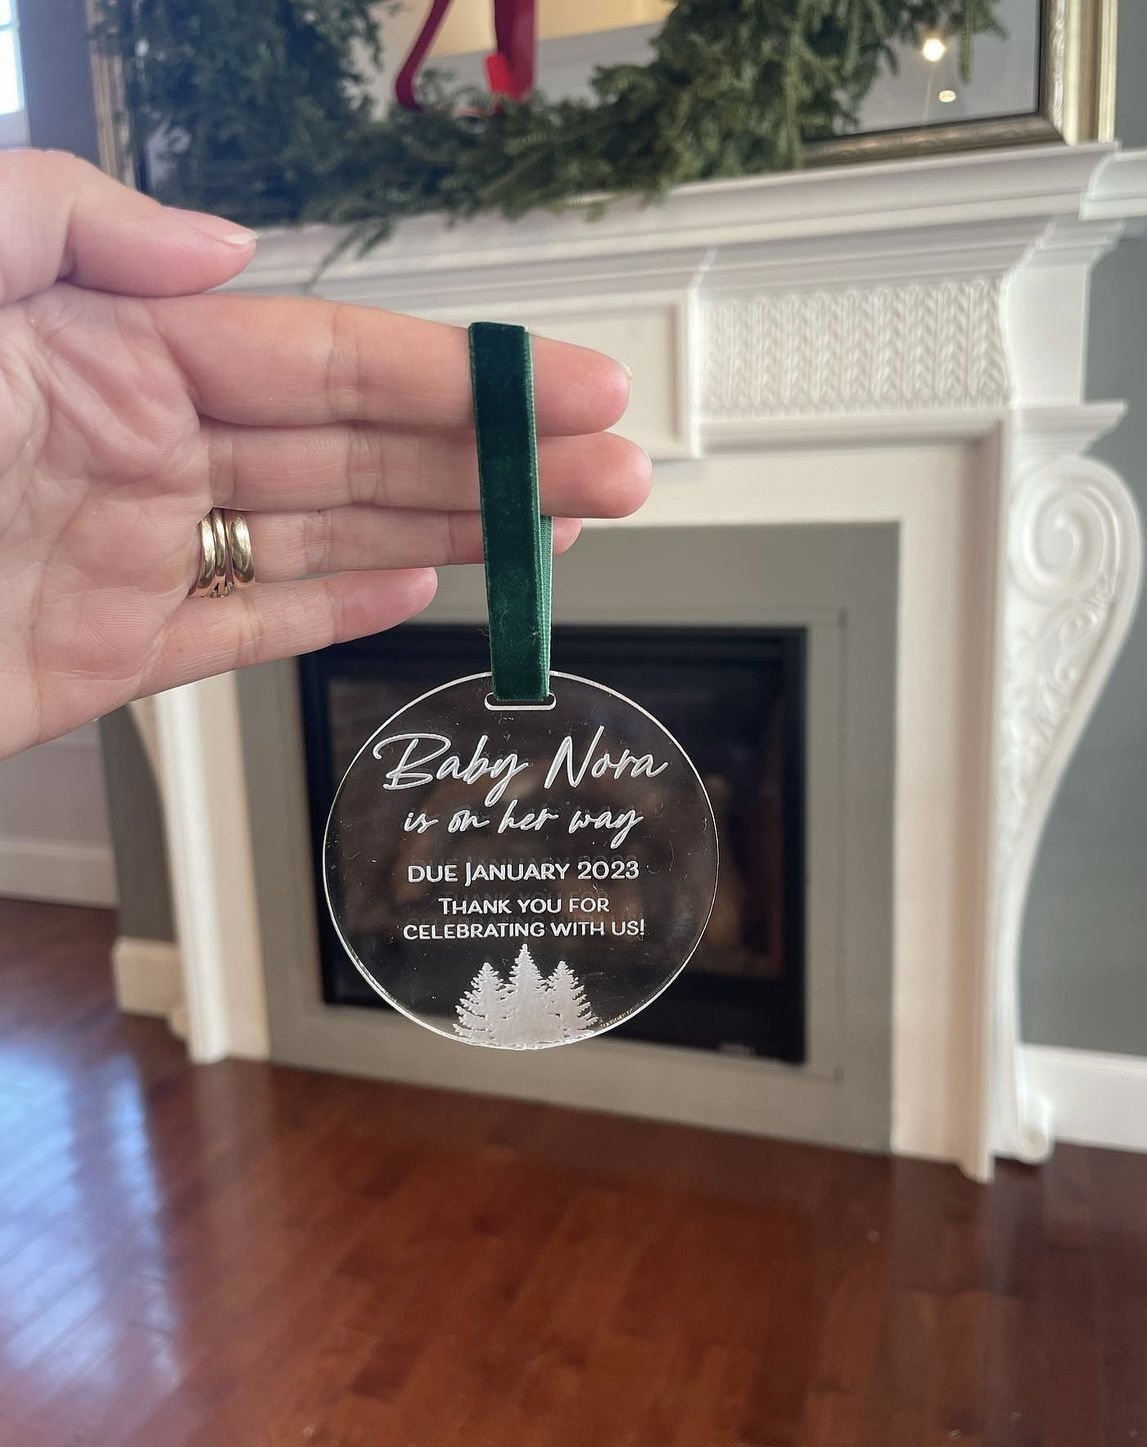 Baby Nora
is on her way
DUE JANUARY 2023
THANK YOU FOR
CELEBRATING WITH US!